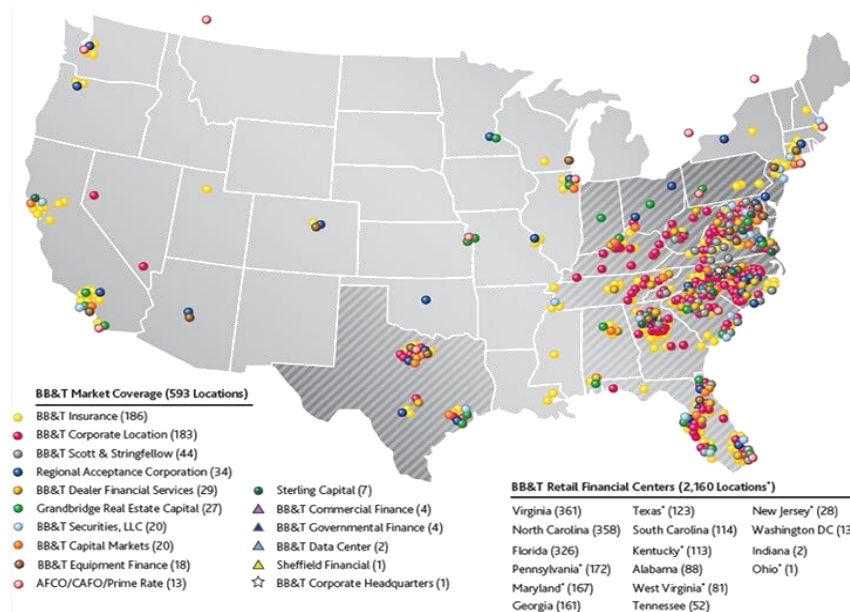 BB&T Market Coverage (593 Locations)
BB&T Insurance (186)
BB&T Corporate Location (183)
BB&T Scott & Stringfellow (44)
Regional Acceptance Corporation (34)
BB&T Dealer Financial Services (29)
Grandbridge Real Estate Capital (27)
BB&T Securities, LLC (20)
BB&T Capital Markets (20)
BB&T Equipment Finance (18)
AFCO/CAFO/Prime Rate (13)
Sterling Capital (7)
BB&T Commercial Finance (4)
BB&T Governmental Finance (4)
BB&T Data Center (2)
Sheffield Financial (1)
BB&T Corporate Headquarters (1)
BB&T Retail Financial Centers (2,160 Locations*)
Virginia (361)
North Carolina (358)
Florida (326)
Pennsylvania* (172)
Maryland* (167)
Georgia (161)
Texas* (123)
South Carolina (114)
Kentucky* (113)
Alabama (88)
West Virginia* (81)
Tennessee (52)
New Jersey* (28)
Washington DC (13
Indiana (2)
Ohio* (1)